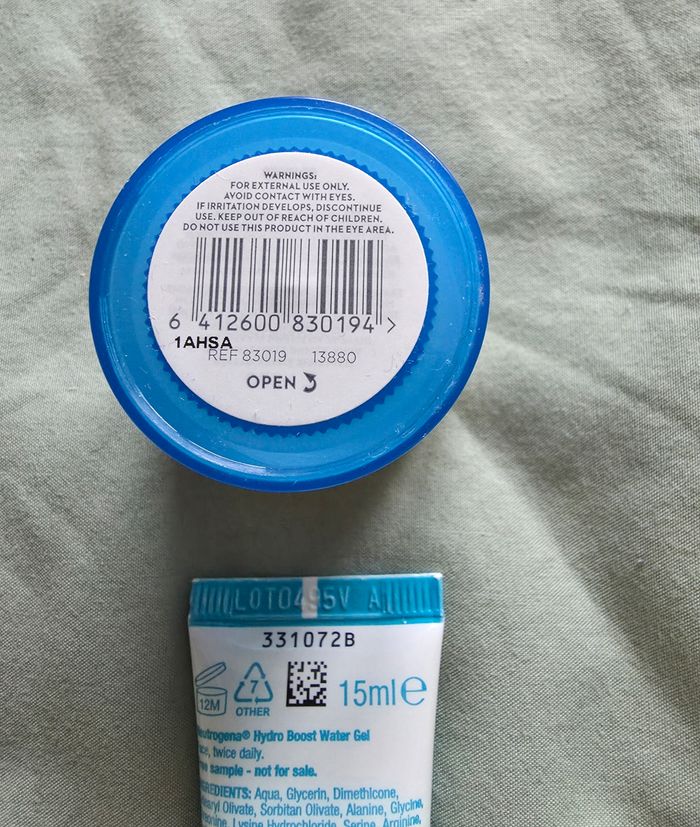 WARNINGS:
FOR EXTERNAL USE ONLY.
AVOID CONTACT WITH EYES.
IF IRRITATION DEVELOPS, DISCONTINUE
USE. KEEP OUT OF REACH OF CHILDREN.
DO NOT USE THIS PRODUCT IN THE EYE AREA.
6 412600 830194 >
1AHSA
REF 83019 13880
OPEN
LOT0495V A
331072B
12M
7
OTHER
15ml e
Hydro Boost Water Gel
twice daily.
sample - not for sale.
Aqua, Glycerin, Dimethicone,
Olivate, Sorbitan Olivate, Alanine, Glycine,
Lysine Hydrochloride, Serine, Arginine,